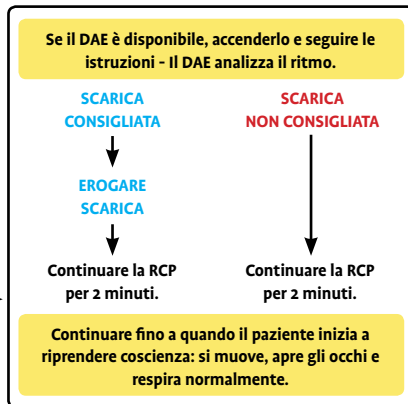 Se il DAE è disponibile, accenderlo e seguire le
istruzioni - Il DAE analizza il ritmo.
SCARICA
CONSIGLIATA
EROGARE
SCARICA
Continuare la RCP
per 2 minuti.
SCARICA
NON CONSIGLIATA
Continuare la RCP
per 2 minuti.
Continuare fino a quando il paziente inizia a
riprendere coscienza: si muove, apre gli occhi e
respira normalmente.